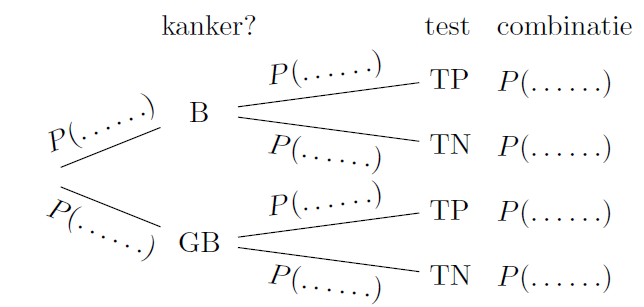 kanker? test combinatie
P(......) TP P(......)
P(......) B
P(......) TN P(......)
P(......) TP P(......)
P(......) GB
P(......) TN P(......)